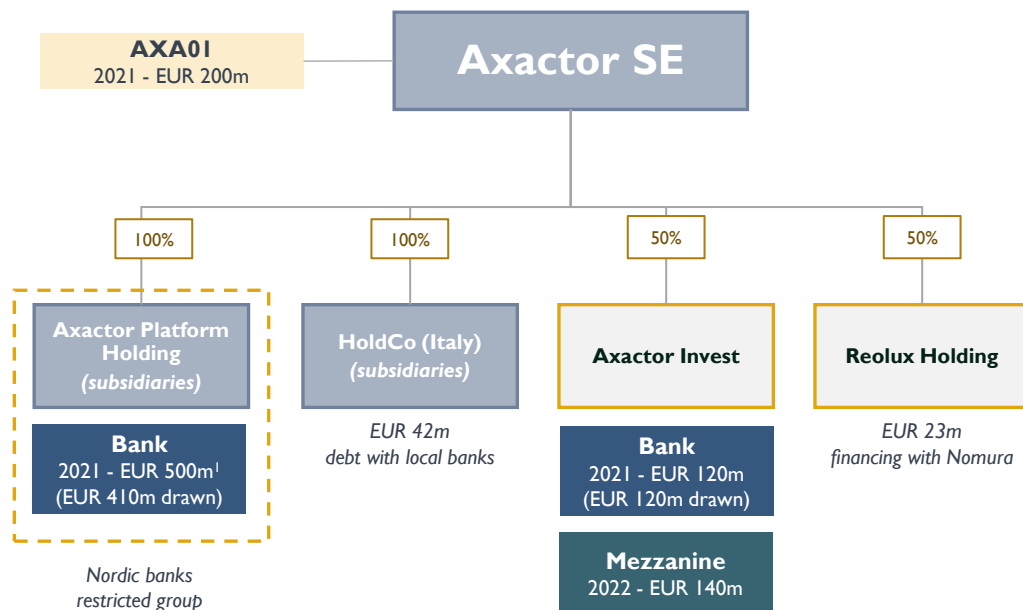 AXA01
2021 - EUR 200m
Axactor SE
100%
100%
50%
50%
Axactor Platform
Holding
(subsidiaries)
HoldCo (Italy)
(subsidiaries)
Axactor Invest
Reolux Holding
Bank
2021 - EUR 500m¹
(EUR 410m drawn)
EUR 42m
debt with local banks
Bank
2021 - EUR 120m
(EUR 120m drawn)
EUR 23m
financing with Nomura
Mezzanine
2022 - EUR 140m
Nordic banks
restricted group